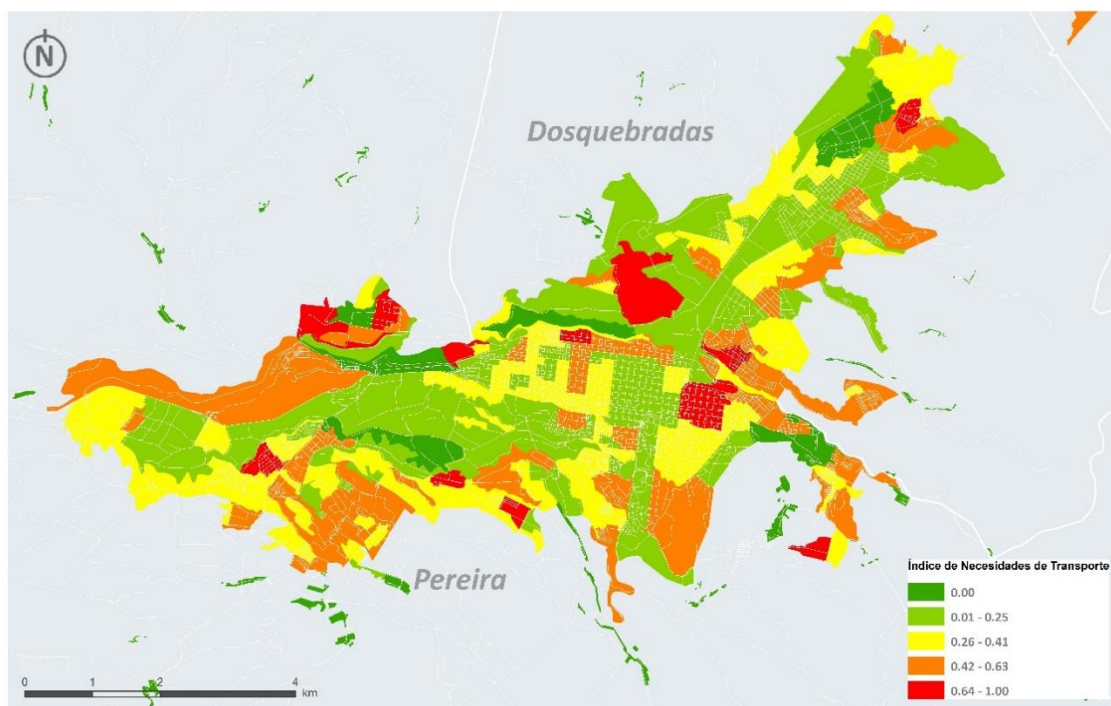 N
Dosquebradas
Pereira
Índice de Necesidades de Transporte
0.00
0.01 - 0.25
0.26 - 0.41
0.42 - 0.63
0.64 - 1.00
0 1 2 4
km